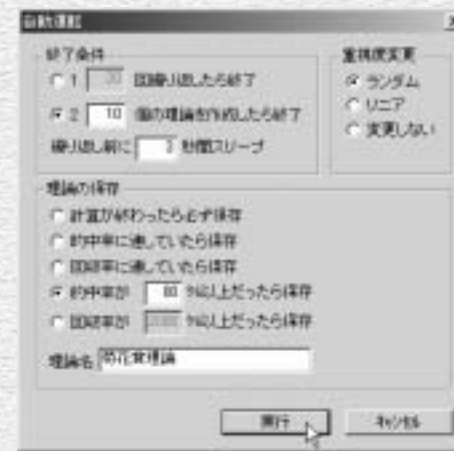 自動運転
終了条件
1 30 回繰り返したら終了
2 10 個の理論を作成したら終了
繰り返し前に 3 秒間スリープ
重視度変更
ランダム
リニア
変更しない
理論の保存
計算が終わったら必ず保存
的中率に達していたら保存
回収率に達していたら保存
的中率が 80 %以上だったら保存
回収率が %以上だったら保存
理論名 菊花賞理論
実行 キャンセル